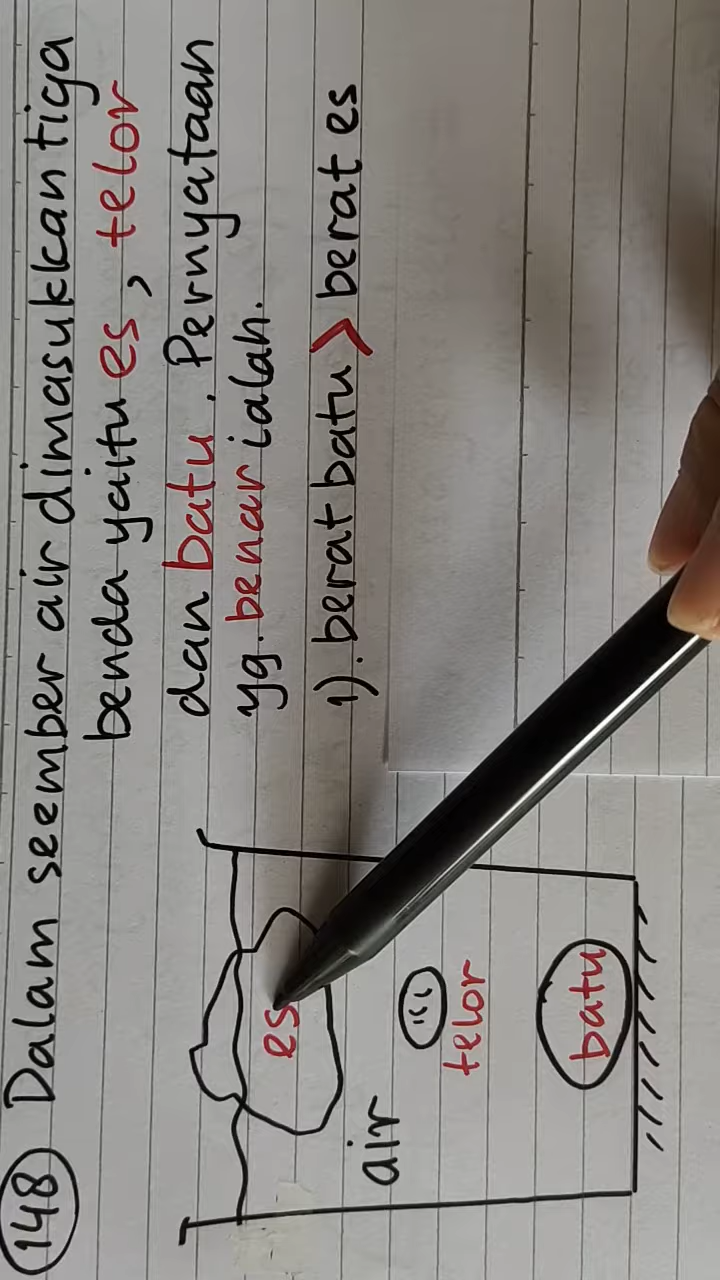 148 Dalam seember air dimasukkan tiga
benda yaitu es, telor
dan batu. Pernyataan
yg. benar ialah.
1). berat batu > berat es
es
air
telor
batu